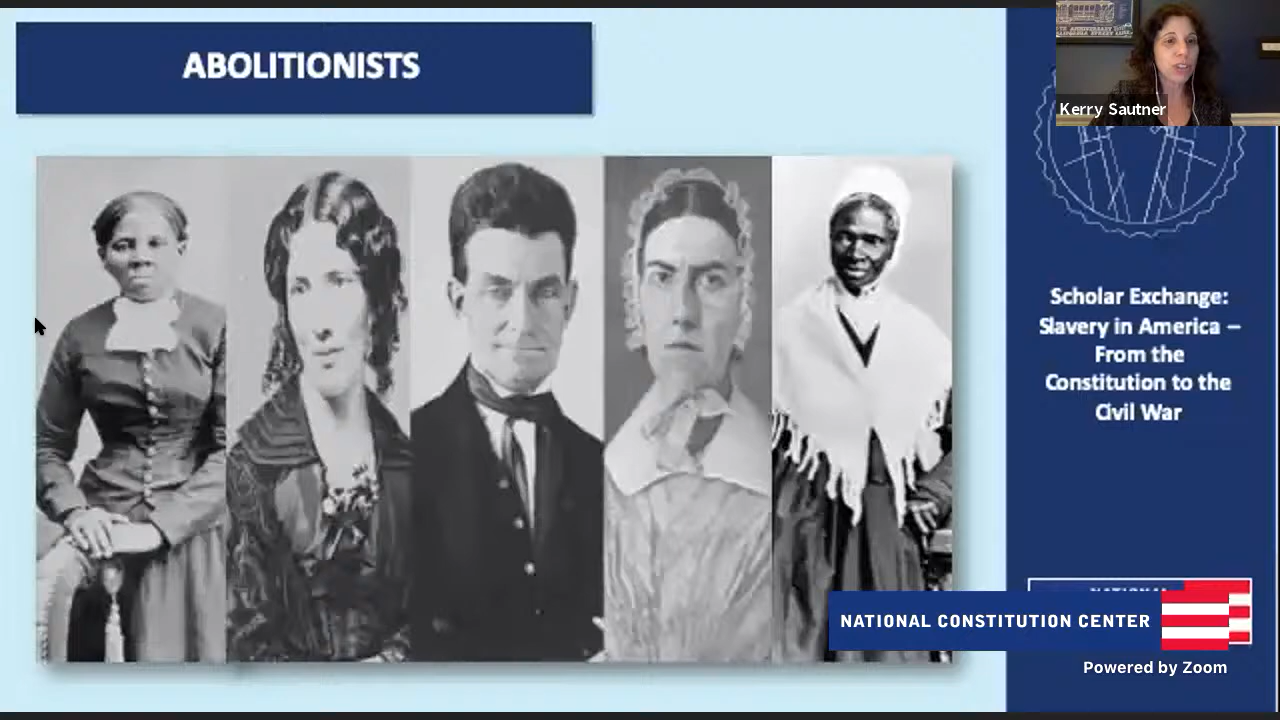 ABOLITIONISTS
Kerry Sautner
Scholar Exchange:
Slavery in America –
From the
Constitution to the
Civil War
NATIONAL
NATIONAL CONSTITUTION CENTER
Powered by Zoom